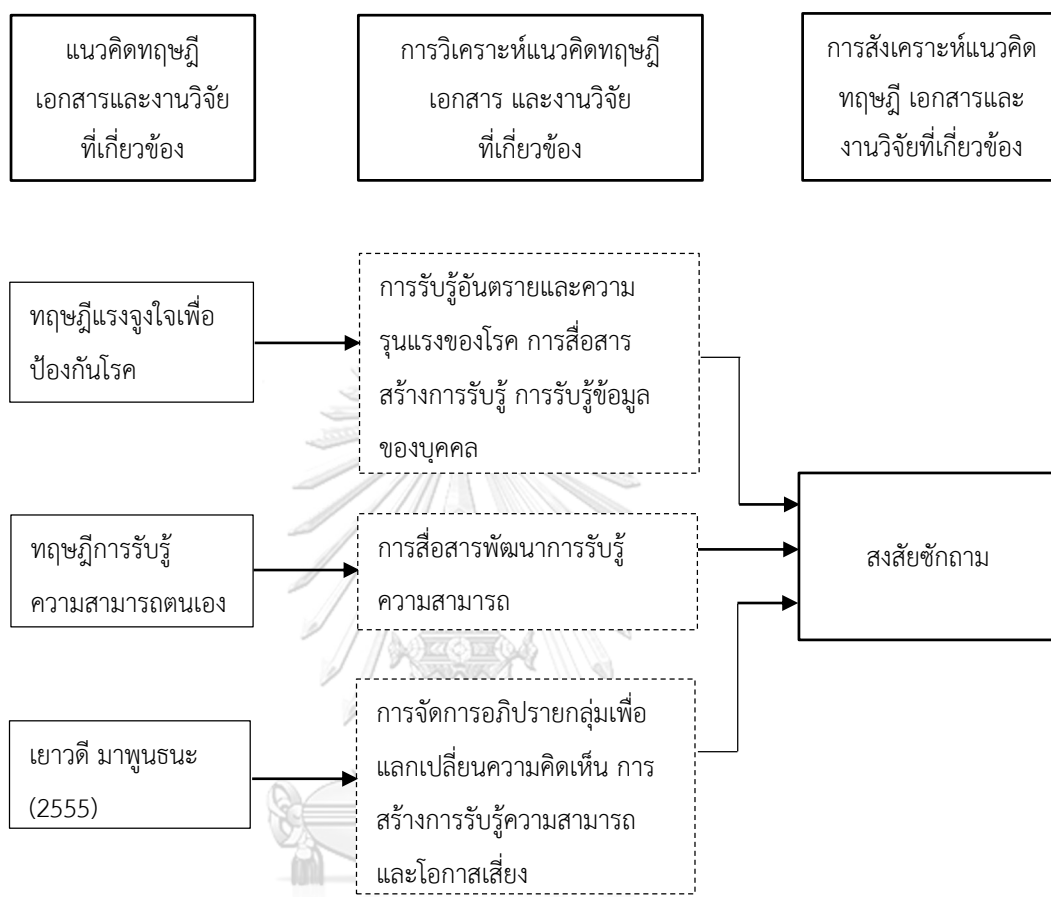 แนวคิดทฤษฎี
เอกสารและงานวิจัย
ที่เกี่ยวข้อง
การวิเคราะห์แนวคิดทฤษฎี
เอกสาร และงานวิจัย
ที่เกี่ยวข้อง
การสังเคราะห์แนวคิด
ทฤษฎี เอกสารและ
งานวิจัยที่เกี่ยวข้อง
ทฤษฎีแรงจูงใจเพื่อ
ป้องกันโรค
การรับรู้อันตรายและความ
รุนแรงของโรค การสื่อสาร
สร้างการรับรู้ การรับรู้ข้อมูล
ของบุคคล
ทฤษฎีการรับรู้
ความสามารถตนเอง
การสื่อสารพัฒนาการรับรู้
ความสามารถ
สงสัยซักถาม
เยาวดี มาพูนธนะ
(2555)
การจัดการอภิปรายกลุ่มเพื่อ
แลกเปลี่ยนความคิดเห็น การ
สร้างการรับรู้ความสามารถ
และโอกาสเสี่ยง